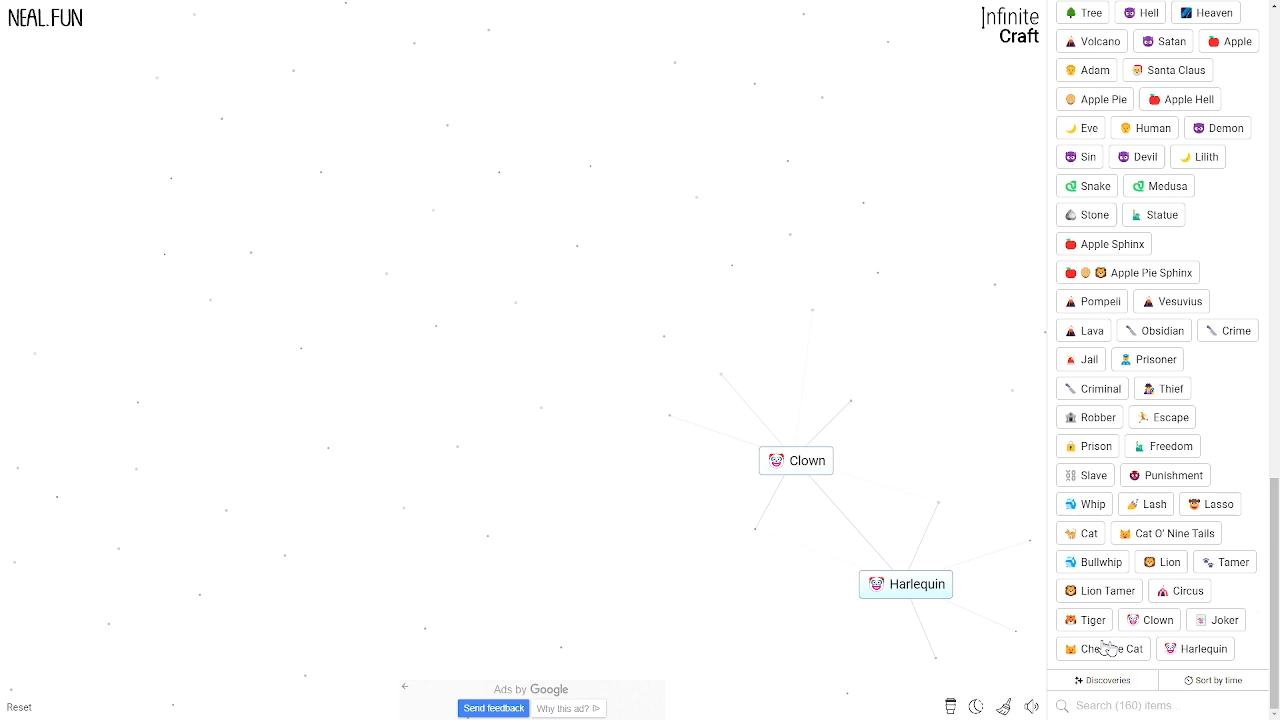 NEAL.FUN
Infinite
Craft
Tree Hell Heaven
Volcano Satan Apple
Adam Santa Claus
Apple Pie Apple Hell
Eve Human Demon
Sin Devil Lilith
Snake Medusa
Stone Statue
Apple Sphinx
Apple Pie Sphinx
Pompeii Vesuvius
Lava Obsidian Crime
Jail Prisoner
Criminal Thief
Robber Escape
Prison Freedom
Slave Punishment
Whip Lash Lasso
Cat Cat O' Nine Tails
Bullwhip Lion Tamer
Lion Tamer Circus
Tiger Clown Joker
Cat Harlequin
Clown
Harlequin
Discoveries Sort by time
Search (160) items...
Reset
Ads by Google
Send feedback Why this ad?